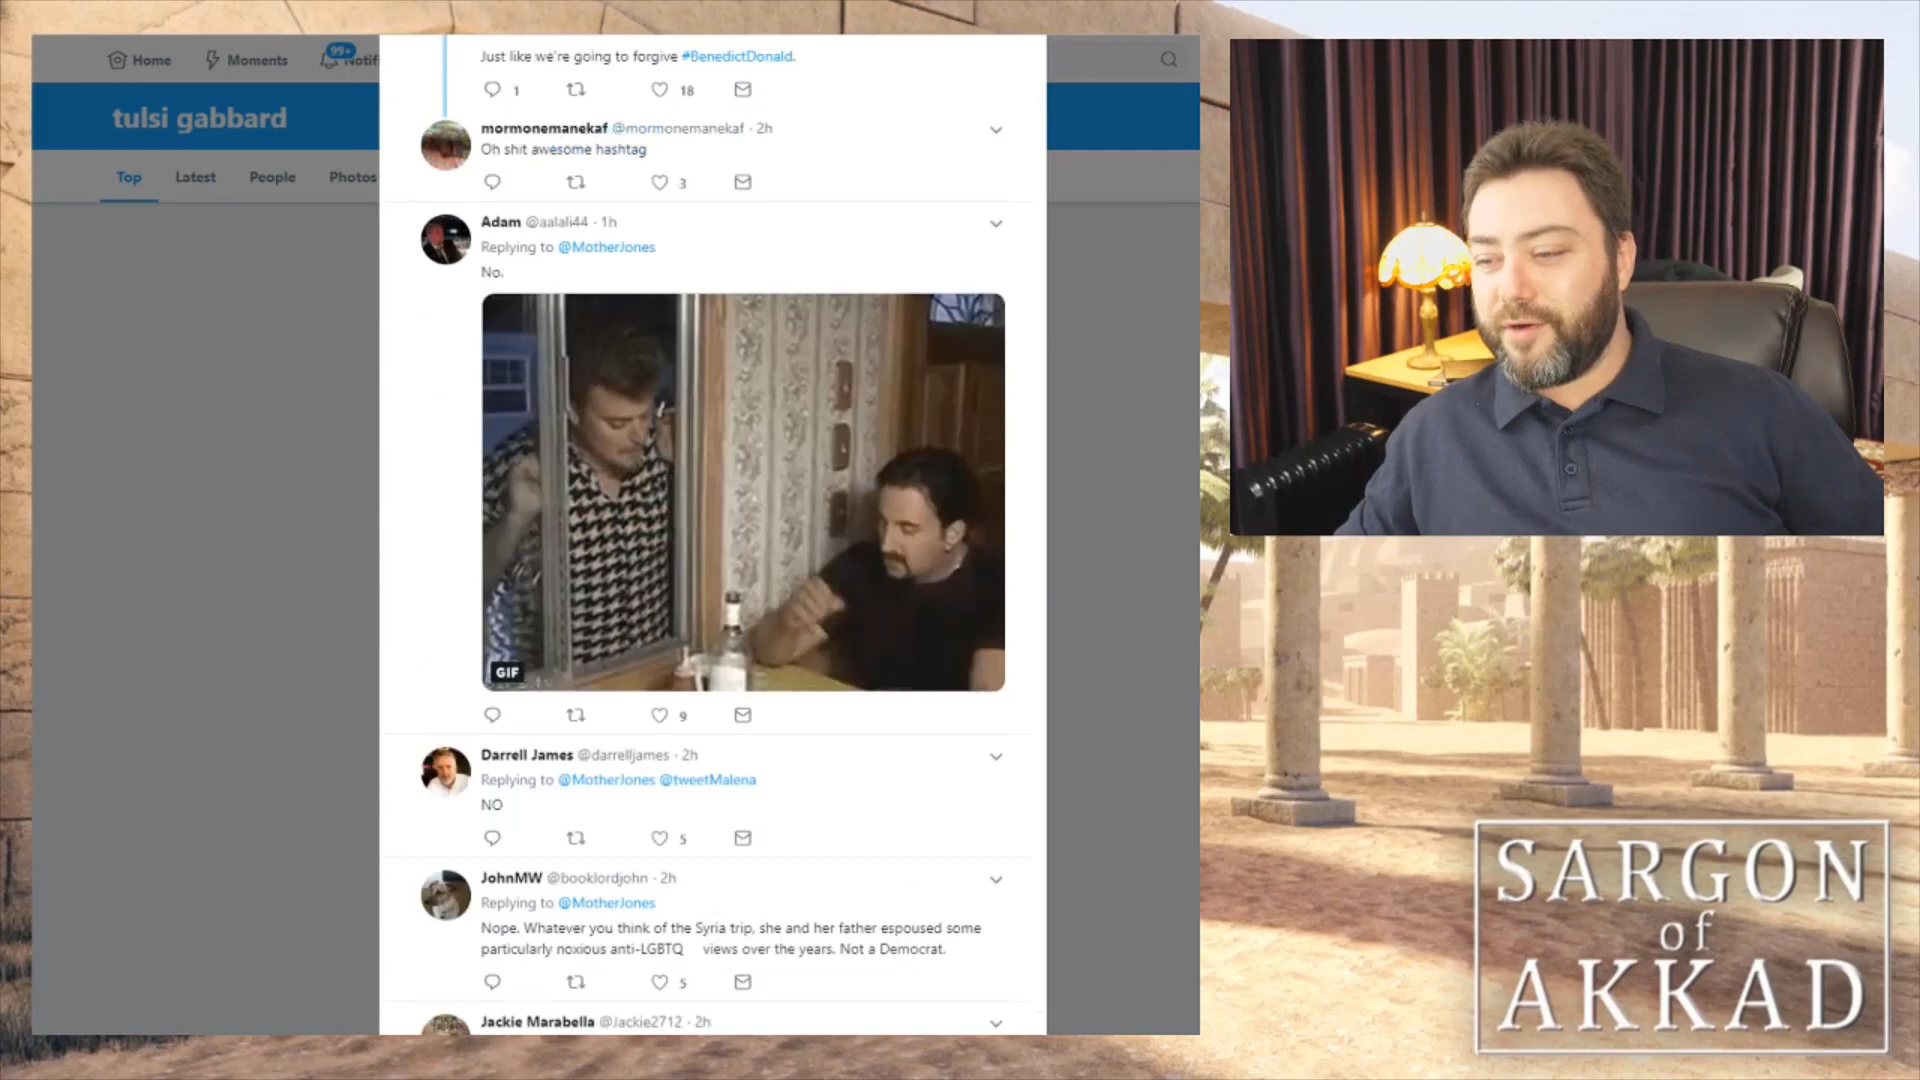 Home
Moments
99+
Notif
tulsi gabbard
Top
Latest
People
Photos
Just like we're going to forgive #BenedictDonald.
1
18
mormonemanekaf @mormonemanekaf · 2h
Oh shit awesome hashtag
3
Adam @aalali44 · 1h
Replying to @MotherJones
No.
GIF
9
Darrell James @darrelljames · 2h
Replying to @MotherJones @tweetMalena
NO
5
JohnMW @booklordjohn · 2h
Replying to @MotherJones
Nope. Whatever you think of the Syria trip, she and her father espoused some
particularly noxious anti-LGBTQ views over the years. Not a Democrat.
5
Jackie Marabella @Jackie2712 · 2h
SARGON
of
AKKAD